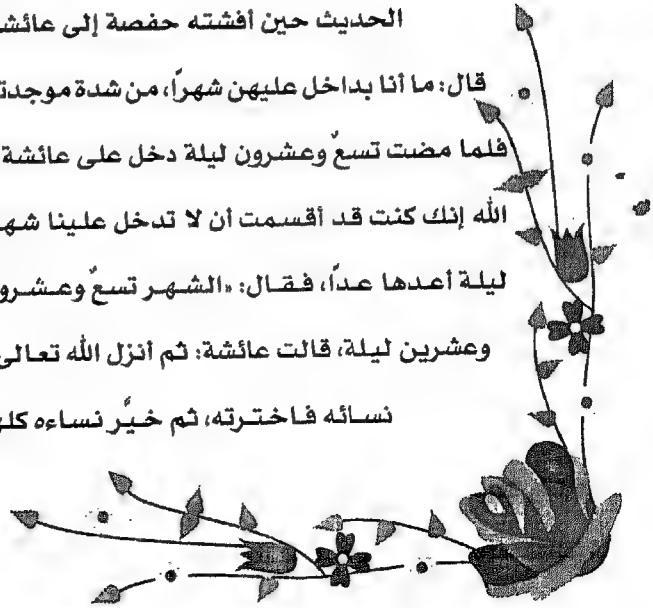 الحديث حين أفشته حفصة إلى عائش
قال: ما أنا بداخل عليهن شهراً، من شدة موجدت
فلما مضت تسعٌ وعشرون ليلة دخل على عائشة
الله إنك كنت قد أقسمت أن لا تدخل علينا شه
ليلة أعدها عداً، فقال: «الشهر تسعٌ وعشرو
وعشرين ليلة، قالت عائشة: ثم أنزل الله تعالى
نسائه فاخترته، ثم خيَّر نساءه كله